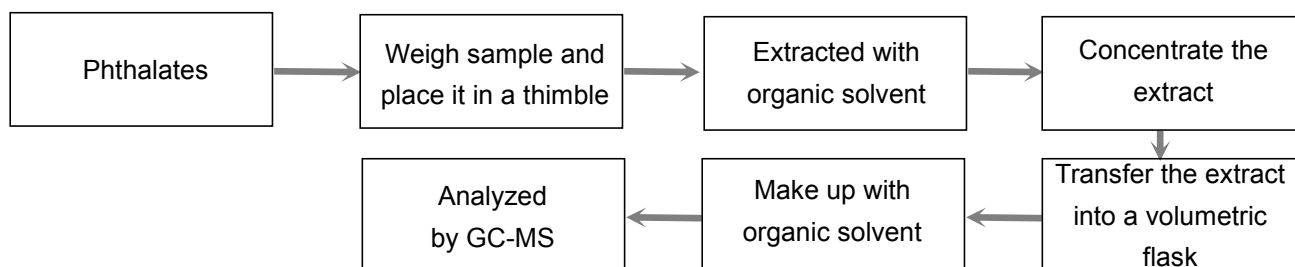 Phthalates
Weigh sample and
place it in a thimble
Extracted with
organic solvent
Concentrate the
extract
Transfer the extract
into a volumetric
flask
Make up with
organic solvent
Analyzed
by GC-MS